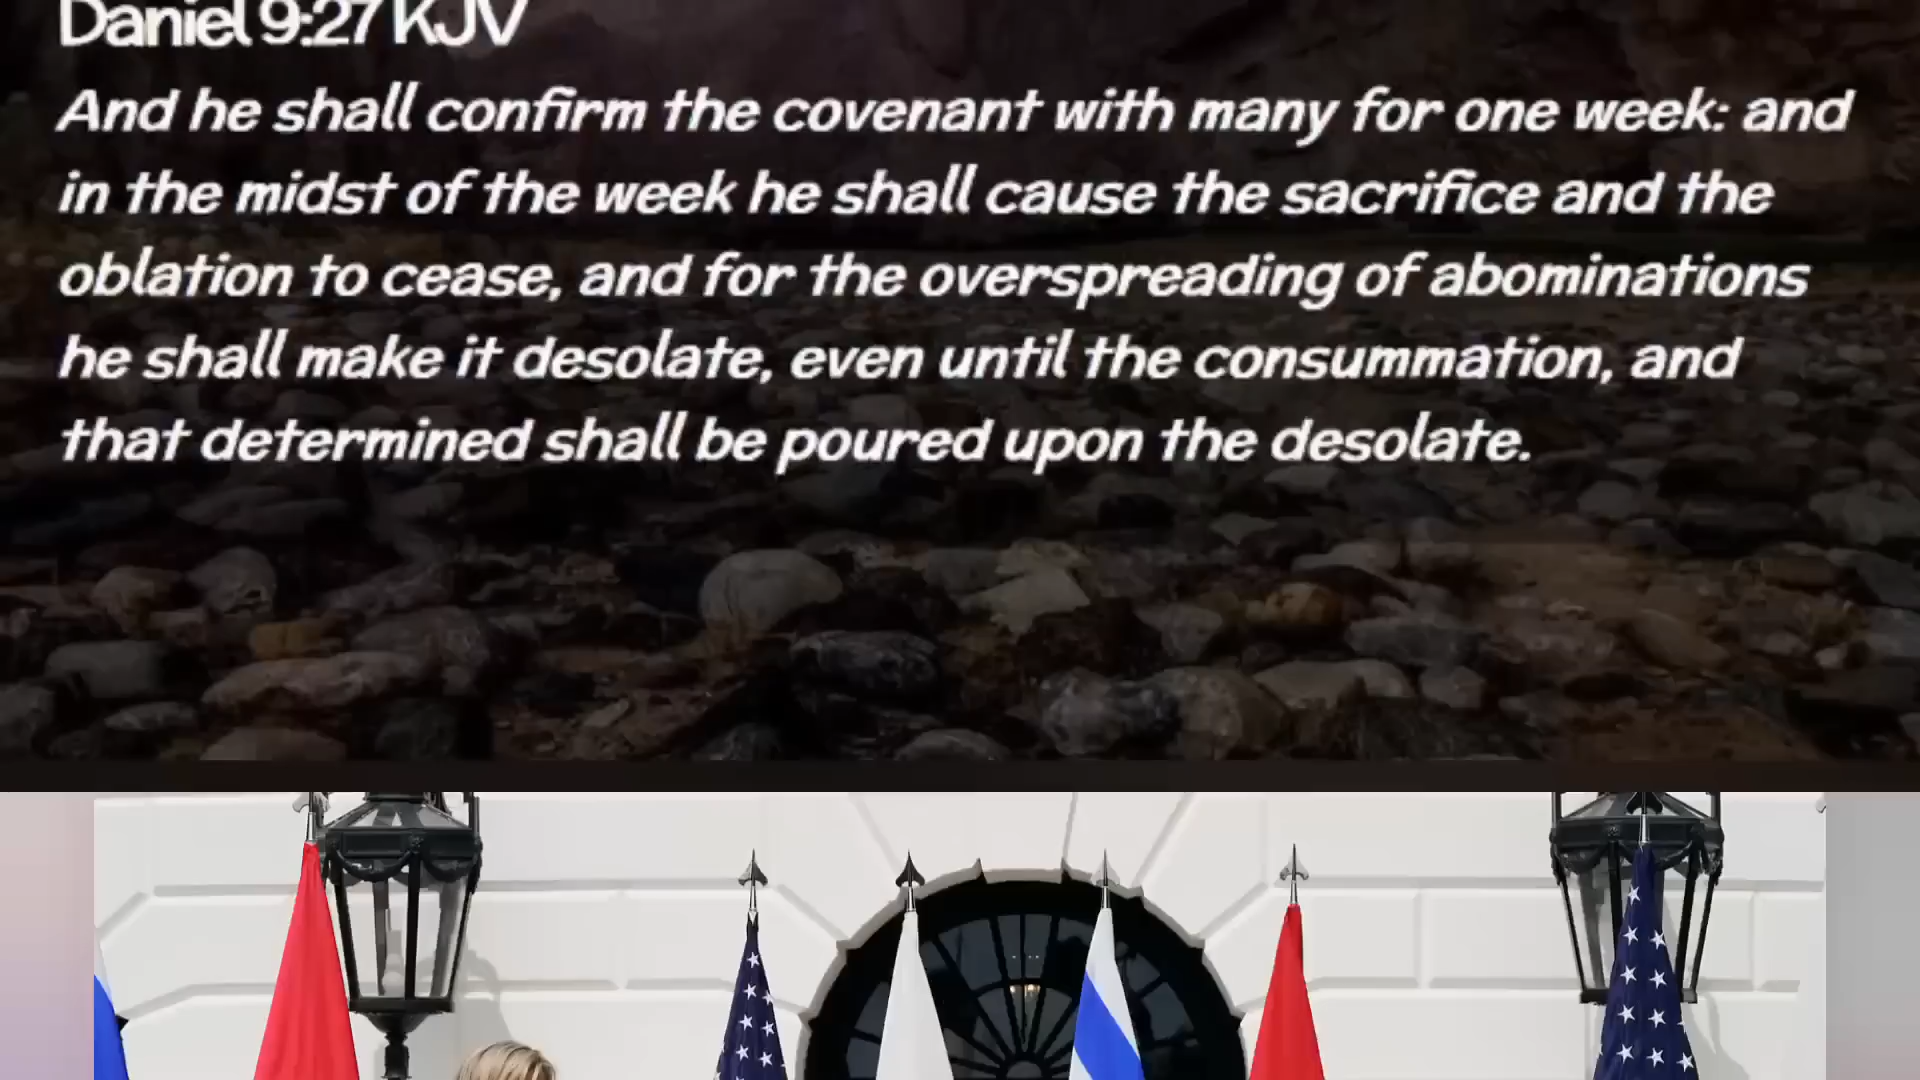 Daniel 9:27 KJV
And he shall confirm the covenant with many for one week: and
in the midst of the week he shall cause the sacrifice and the
oblation to cease, and for the overspreading of abominations
he shall make it desolate, even until the consummation, and
that determined shall be poured upon the desolate.